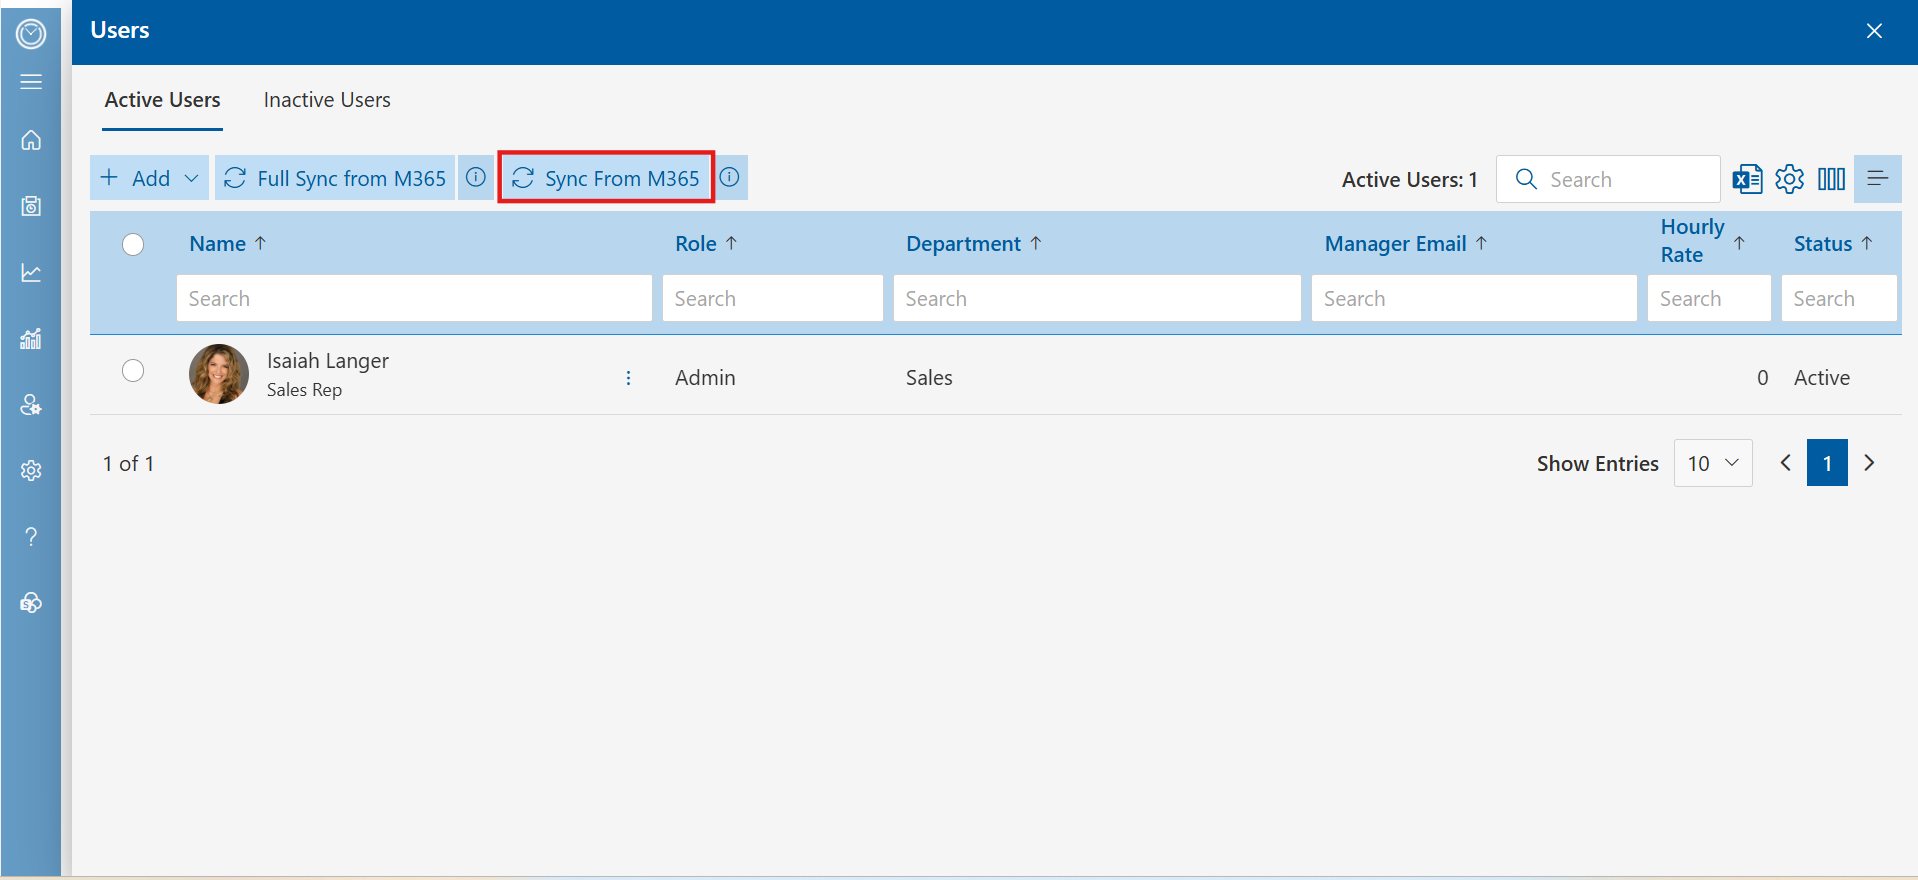 Users
Active Users
Inactive Users
Add
Full Sync from M365
Sync From M365
Active Users: 1
Search
Name
Role
Department
Manager Email
Hourly
Rate
Status
Search
Search
Search
Search
Search
Search
Isaiah Langer
Sales Rep
Admin
Sales
0
Active
1 of 1
Show Entries
10
1